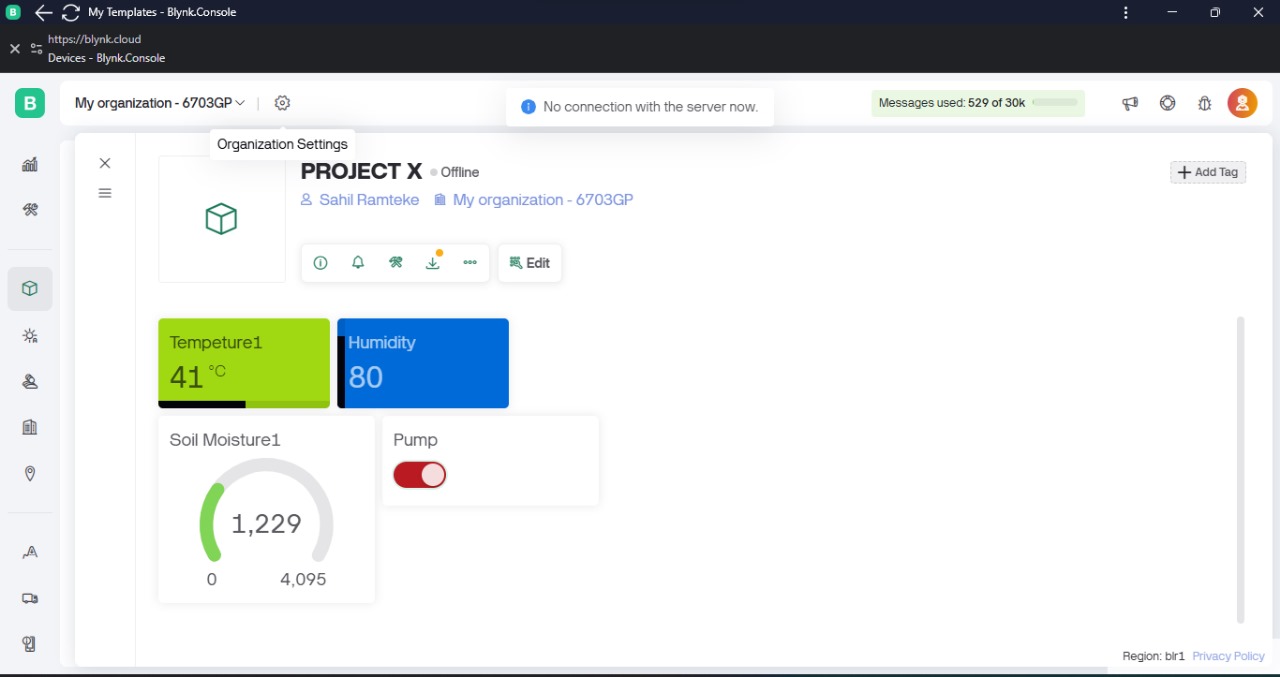 B My Templates - Blynk.Console
https://blynk.cloud
Devices - Blynk.Console
B My organization - 6703GP
No connection with the server now.
Messages used: 529 of 30k
Organization Settings
PROJECT X Offline
Add Tag
Sahil Ramteke My organization - 6703GP
Edit
Tempeture1
41 °C
Humidity
80
Soil Moisture1
1,229
0 4,095
Pump
Region: blr1 Privacy Policy